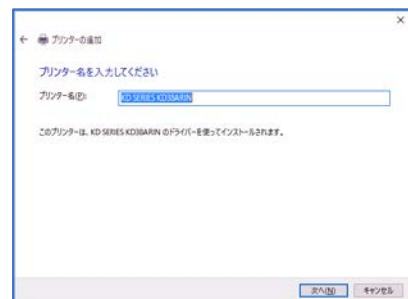 ← プリンターの追加
プリンター名を入力してください
プリンター名(P): KD SERIES KD38ARIN
このプリンターは、KD SERIES KD38ARIN のドライバーを使ってインストールされます。
次へ(N) キャンセル